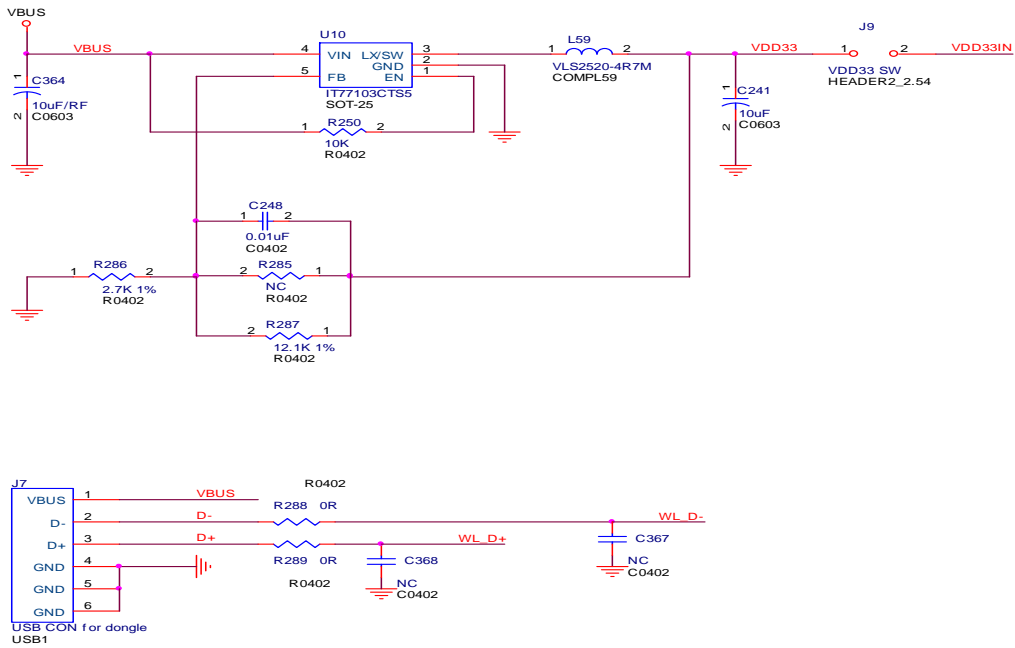 VBUS
VBUS
1
C364
10uF/RF
2
C0603
U10
4 VIN LX/SW 3
GND 2
5 FB EN 1
IT77103CTS5
SOT-25
1 R250 2
10K
R0402
L59
1 2
VLS2520-4R7M
COMPL59
VDD33
1
C241
10uF
2
C0603
J9
1 2
VDD33IN
VDD33 SW
HEADER2_2.54
C248
1 2
0.01uF
C0402
R286
1 2
2.7K 1%
R0402
R285
2 1
NC
R0402
R287
2 1
12.1K 1%
R0402
J7
VBUS 1 VBUS
D- 2 D-
D+ 3 D+
GND 4
GND 5
GND 6
USB CON for dongle
USB1
R0402
R288 0R
WL_D-
R289 0R
WL_D+
R0402
C368
NC
C0402
C367
NC
C0402